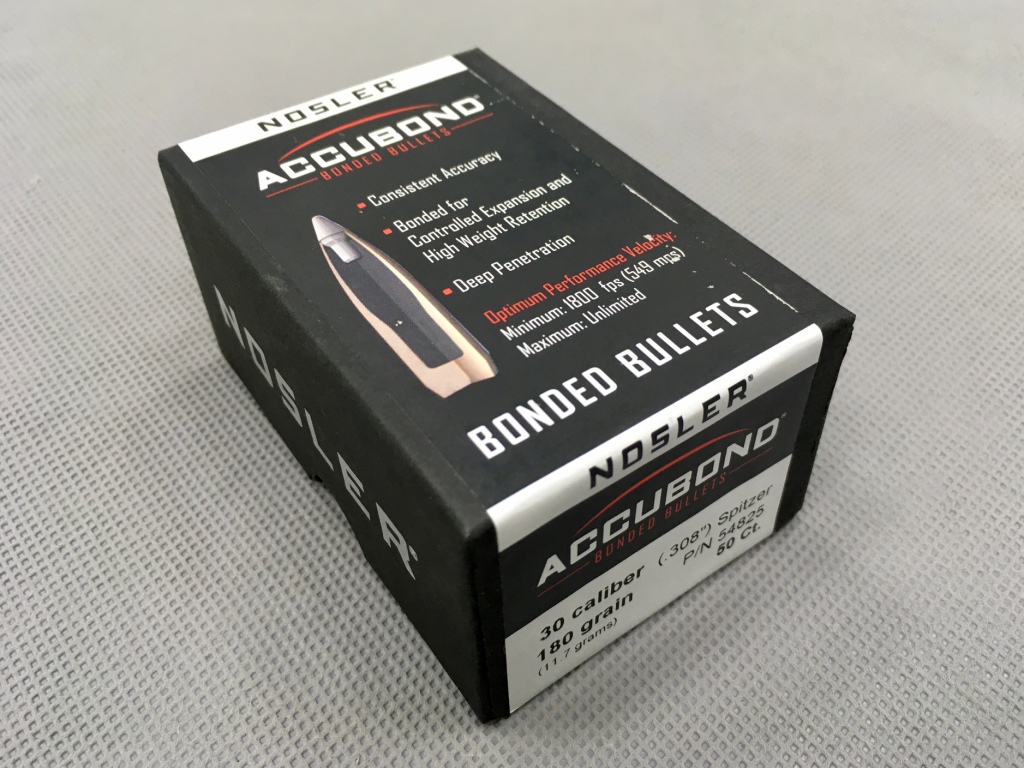 NOSLER®
ACCUBOND®
BONDED BULLETS
▪ Consistent Accuracy
▪ Bonded for
Controlled Expansion and
High Weight Retention
▪ Deep Penetration
Optimum Performance Velocity:
Minimum: 1800 fps (549 mps)
Maximum: Unlimited
BONDED BULLETS
NOSLER®
NOSLER®
ACCUBOND®
BONDED BULLETS
30 caliber (.308") Spitzer
180 grain P/N 54825
(11.7 grams) 50 Ct.